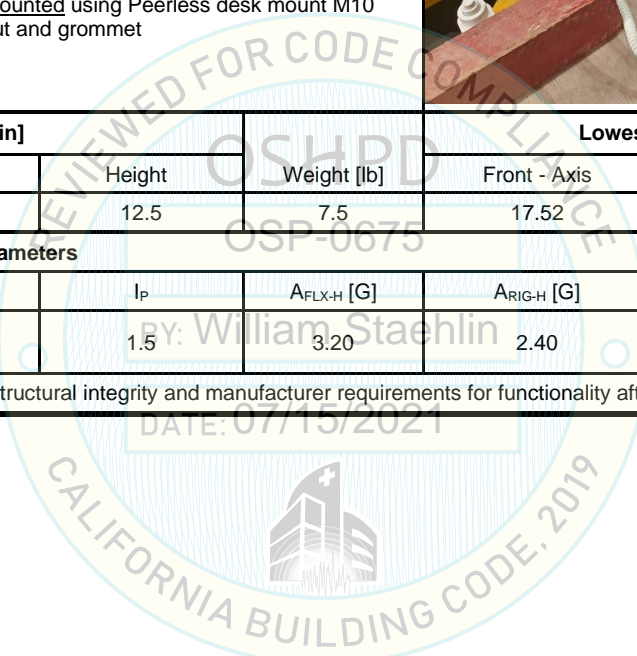 ounted using Peerless desk mount M10
ut and grommet
in]
Lowes
Height
Weight [lb]
Front - Axis
12.5
7.5
17.52
ameters
IP
AFLX-H [G]
ARIG-H [G]
1.5
3.20
2.40
tructural integrity and manufacturer requirements for functionality aft
REVIEWED FOR CODE COMPLIANCE
OSHPD
OSP-0675
BY: William Staehlin
DATE: 07/15/2021
CALIFORNIA BUILDING CODE, 2019